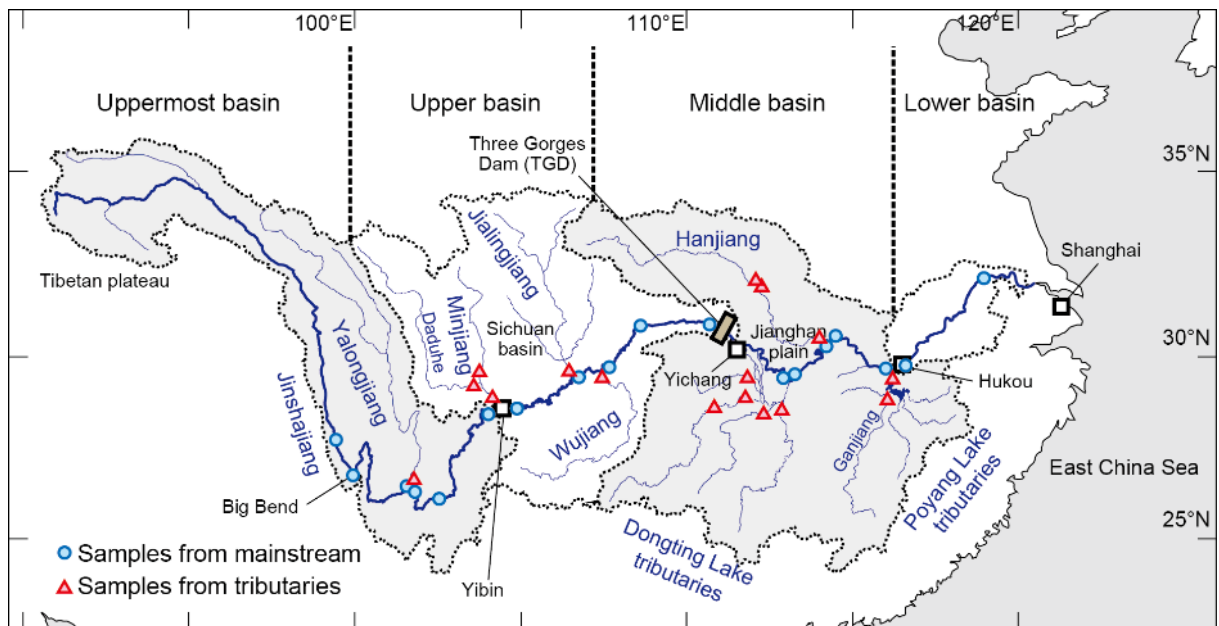 100°E
110°E
120°E
Uppermost basin
Upper basin
Middle basin
Lower basin
Three Gorges
Dam (TGD)
35°N
Hanjiang
Jialingjiang
Shanghai
Tibetan plateau
Minjiang
Daduhe
Sichuan
basin
Jianghan
plain
30°N
Yalongjiang
Yichang
Hukou
Jinshajiang
Wujiang
Ganjiang
East China Sea
Poyang Lake
tributaries
Big Bend
25°N
Dongting Lake
tributaries
Samples from mainstream
Samples from tributaries
Yibin